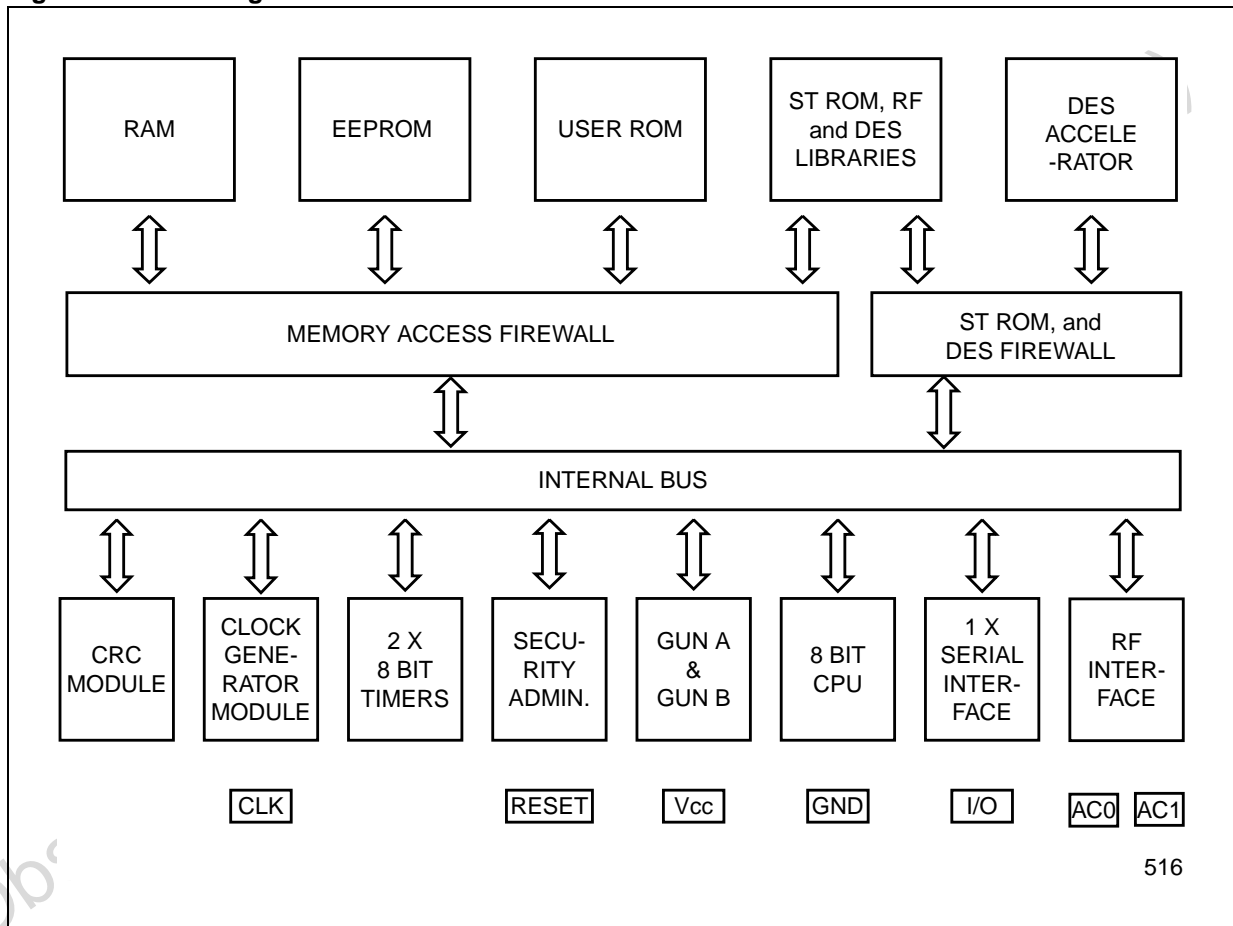 RAM
EEPROM
USER ROM
ST ROM, RF
and DES
LIBRARIES
DES
ACCELE
-RATOR
MEMORY ACCESS FIREWALL
ST ROM, and
DES FIREWALL
INTERNAL BUS
CRC
MODULE
CLOCK
GENE-
RATOR
MODULE
2 X
8 BIT
TIMERS
SECU-
RITY
ADMIN.
GUN A
&
GUN B
8 BIT
CPU
1 X
SERIAL
INTER-
FACE
RF
INTER-
FACE
CLK
RESET
Vcc
GND
I/O
AC0
AC1
516